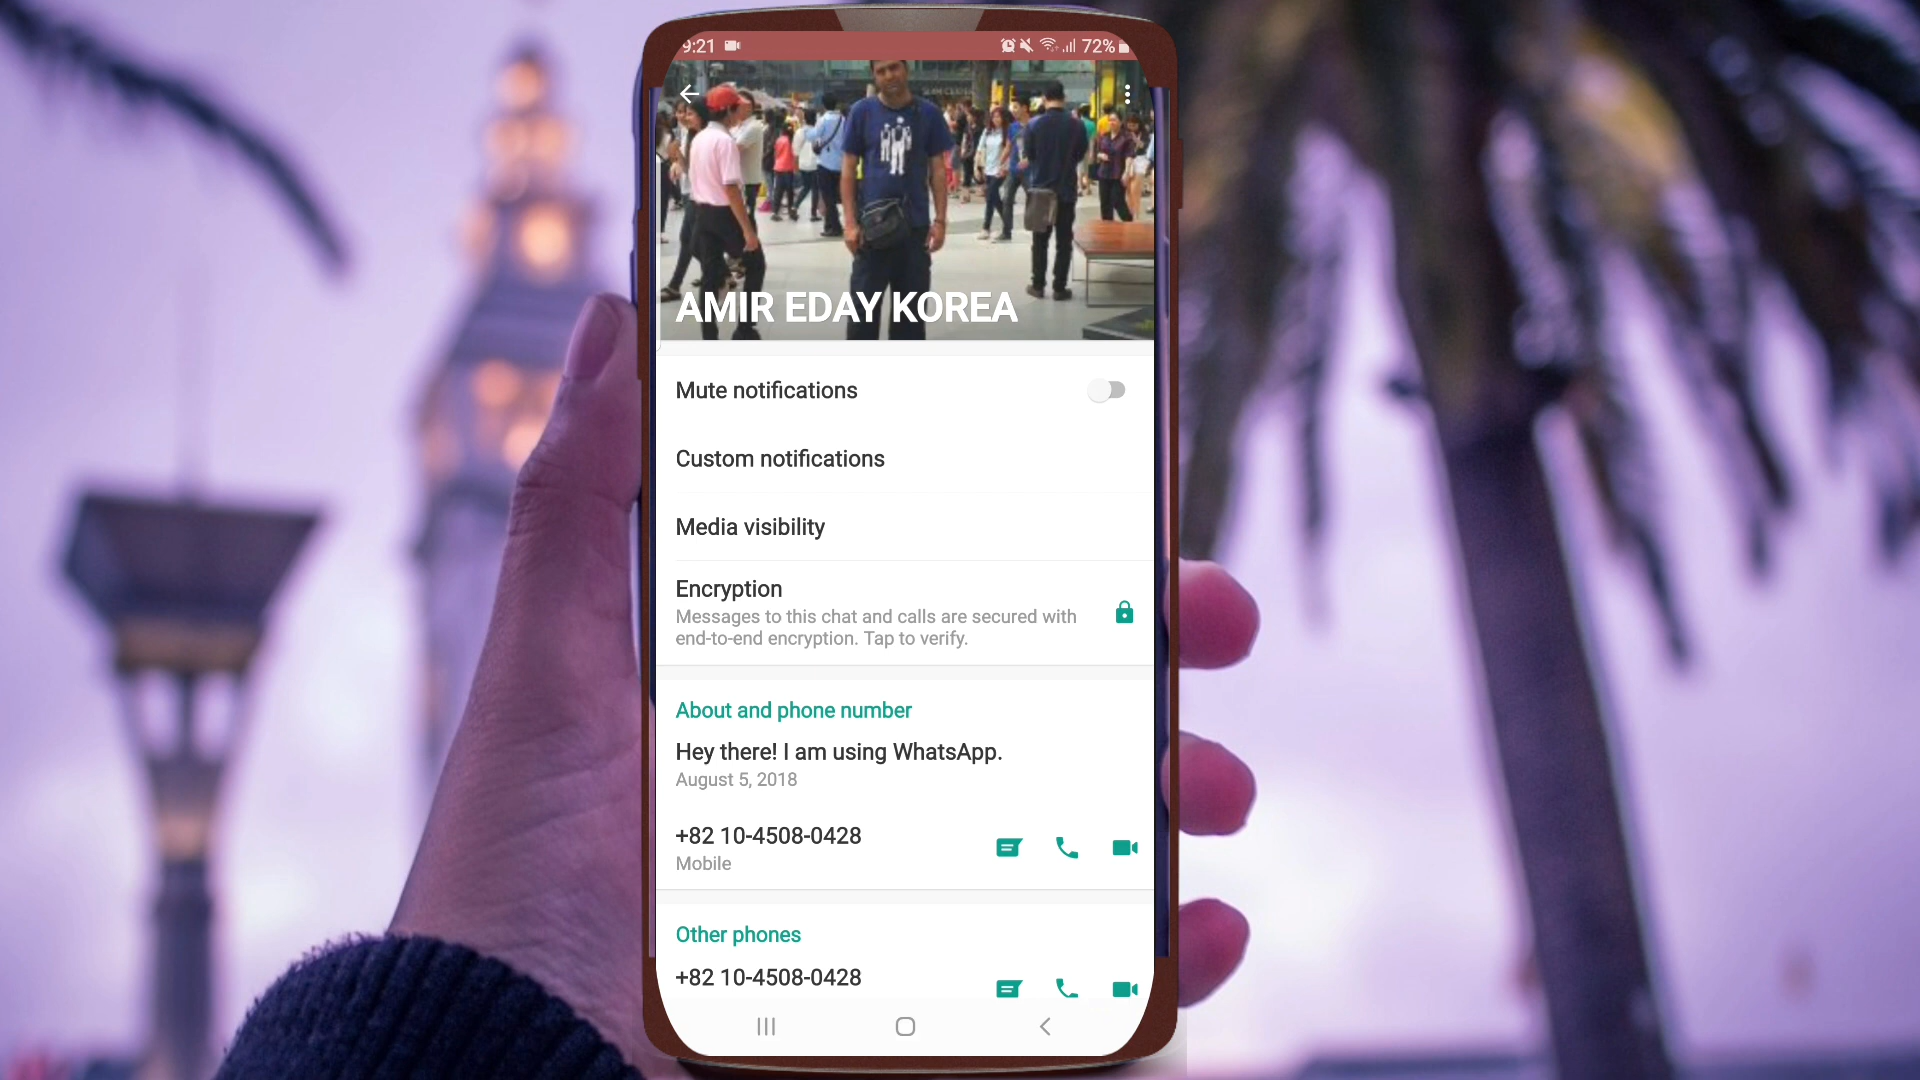 9:21
72%
AMIR EDAY KOREA
Mute notifications
Custom notifications
Media visibility
Encryption
Messages to this chat and calls are secured with
end-to-end encryption. Tap to verify.
About and phone number
Hey there! I am using WhatsApp.
August 5, 2018
+82 10-4508-0428
Mobile
Other phones
+82 10-4508-0428